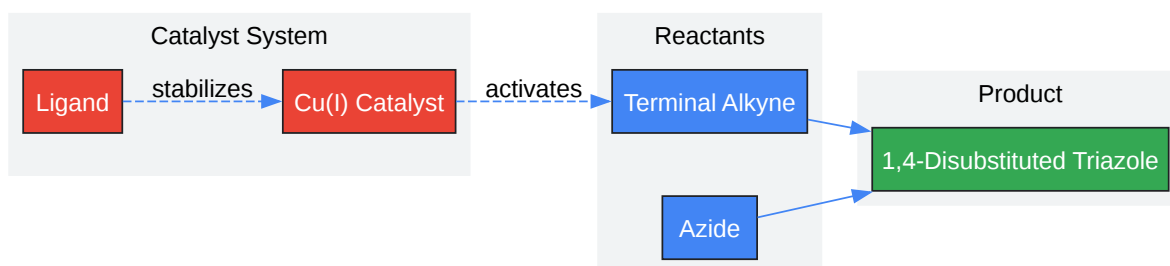 Catalyst System
Ligand
stabilizes
Cu(I) Catalyst
activates
Reactants
Terminal Alkyne
Azide
Product
1,4-Disubstituted Triazole